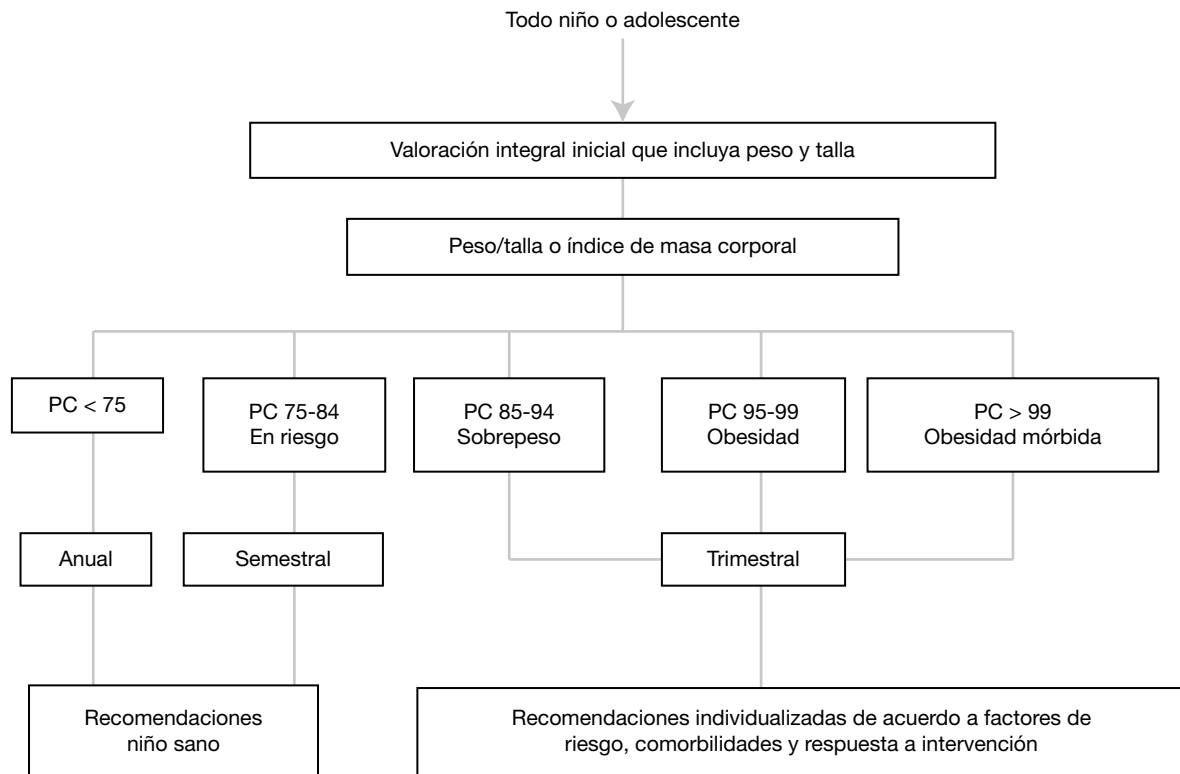 Todo niño o adolescente
Valoración integral inicial que incluya peso y talla
Peso/talla o índice de masa corporal
PC < 75
PC 75-84
En riesgo
PC 85-94
Sobrepeso
PC 95-99
Obesidad
PC > 99
Obesidad mórbida
Anual
Semestral
Trimestral
Recomendaciones
niño sano
Recomendaciones individualizadas de acuerdo a factores de
riesgo, comorbilidades y respuesta a intervención